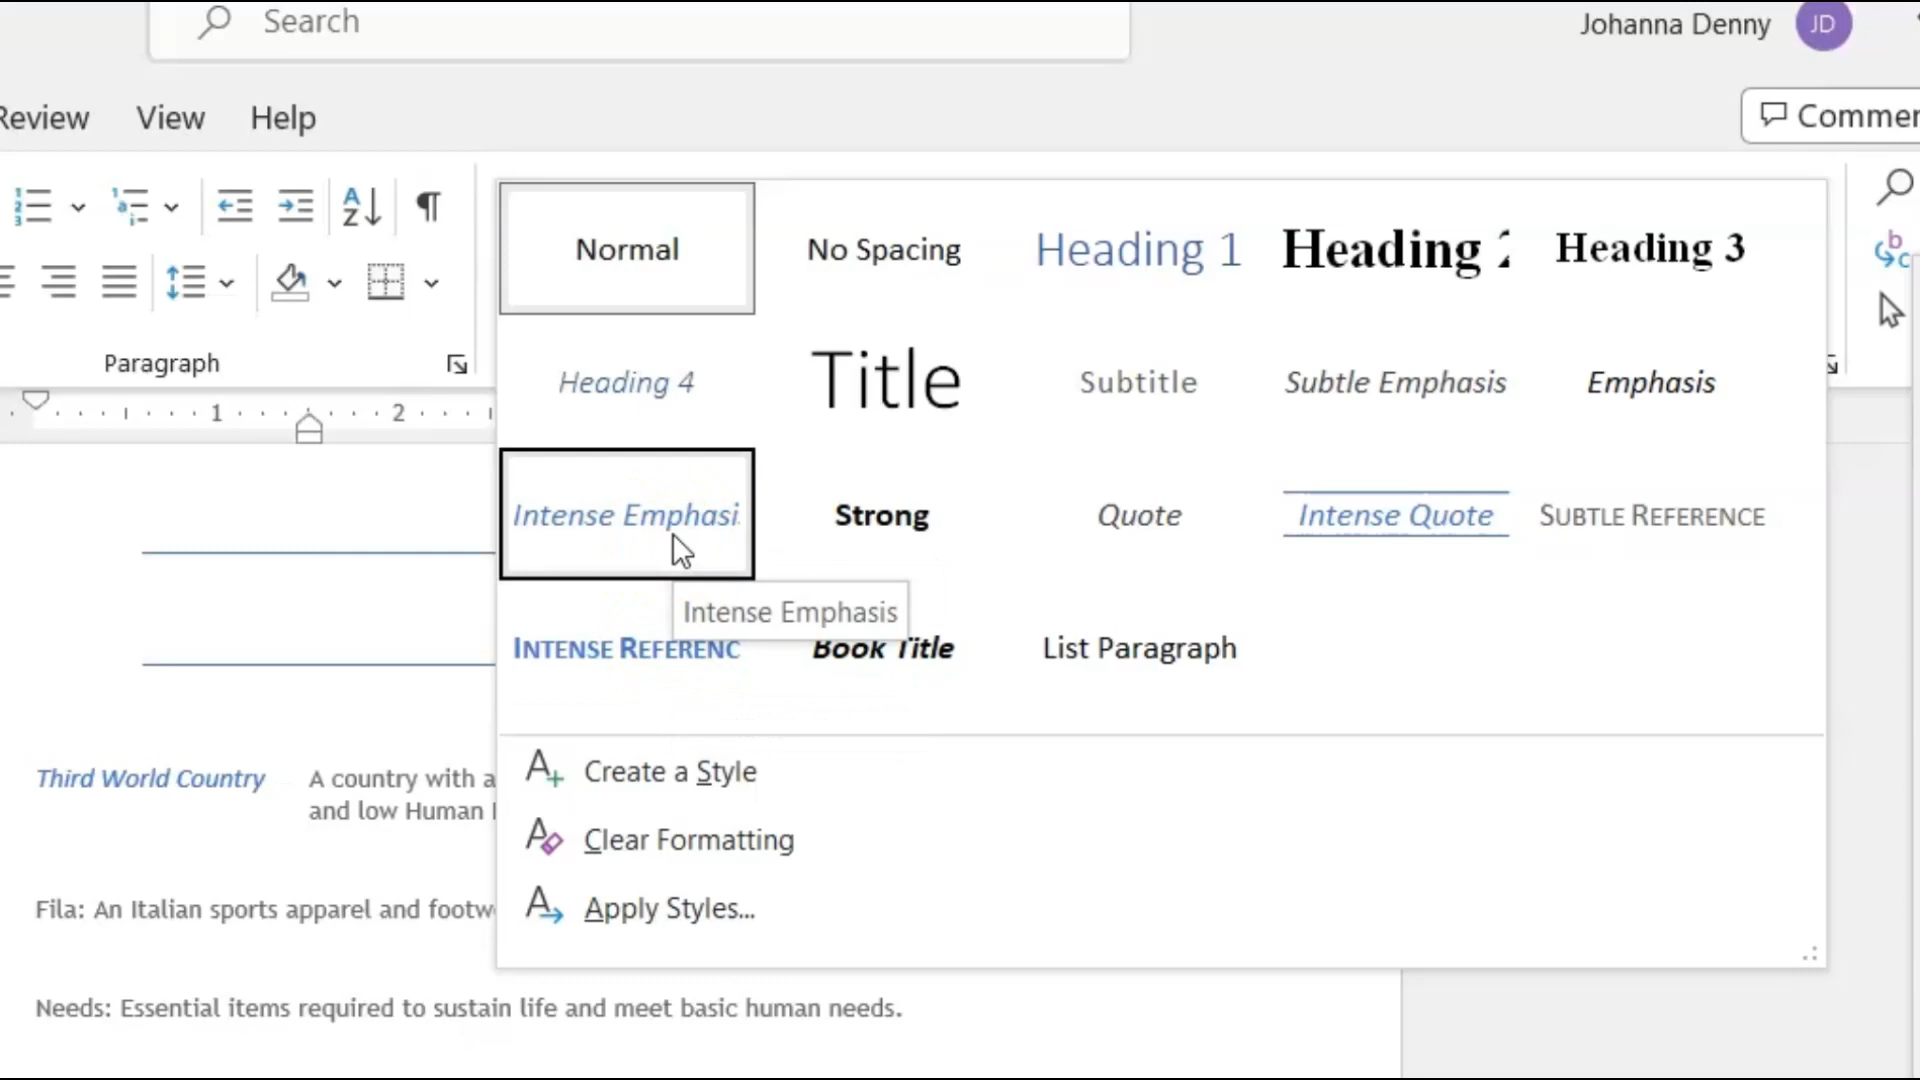 Search
Johanna Denny
JD
Review
View
Help
Commen
Normal
No Spacing
Heading 1
Heading 2
Heading 3
Heading 4
Title
Subtitle
Subtle Emphasis
Emphasis
Intense Emphasi
Strong
Quote
Intense Quote
SUBTLE REFERENCE
Intense Emphasis
INTENSE REFERENC
Book Title
List Paragraph
Paragraph
1
2
Create a Style
Clear Formatting
Apply Styles...
Third World Country
A country with a
and low Human
Fila: An Italian sports apparel and footw
Needs: Essential items required to sustain life and meet basic human needs.